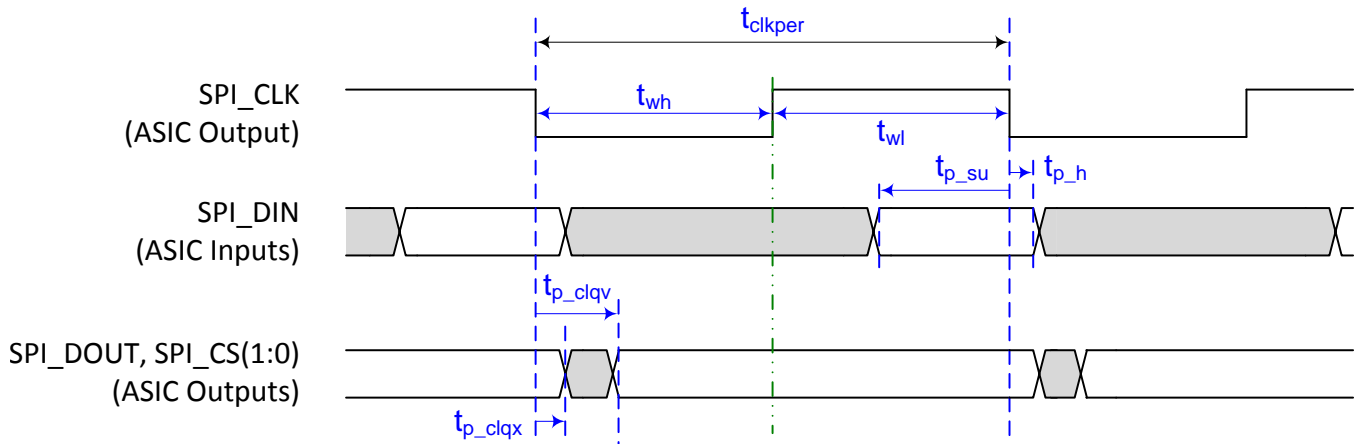 t_clkper
SPI_CLK
(ASIC Output)
t_wh
t_wl
t_p_su
t_p_h
SPI_DIN
(ASIC Inputs)
t_p_clqv
SPI_DOUT, SPI_CS(1:0)
(ASIC Outputs)
t_p_clqx